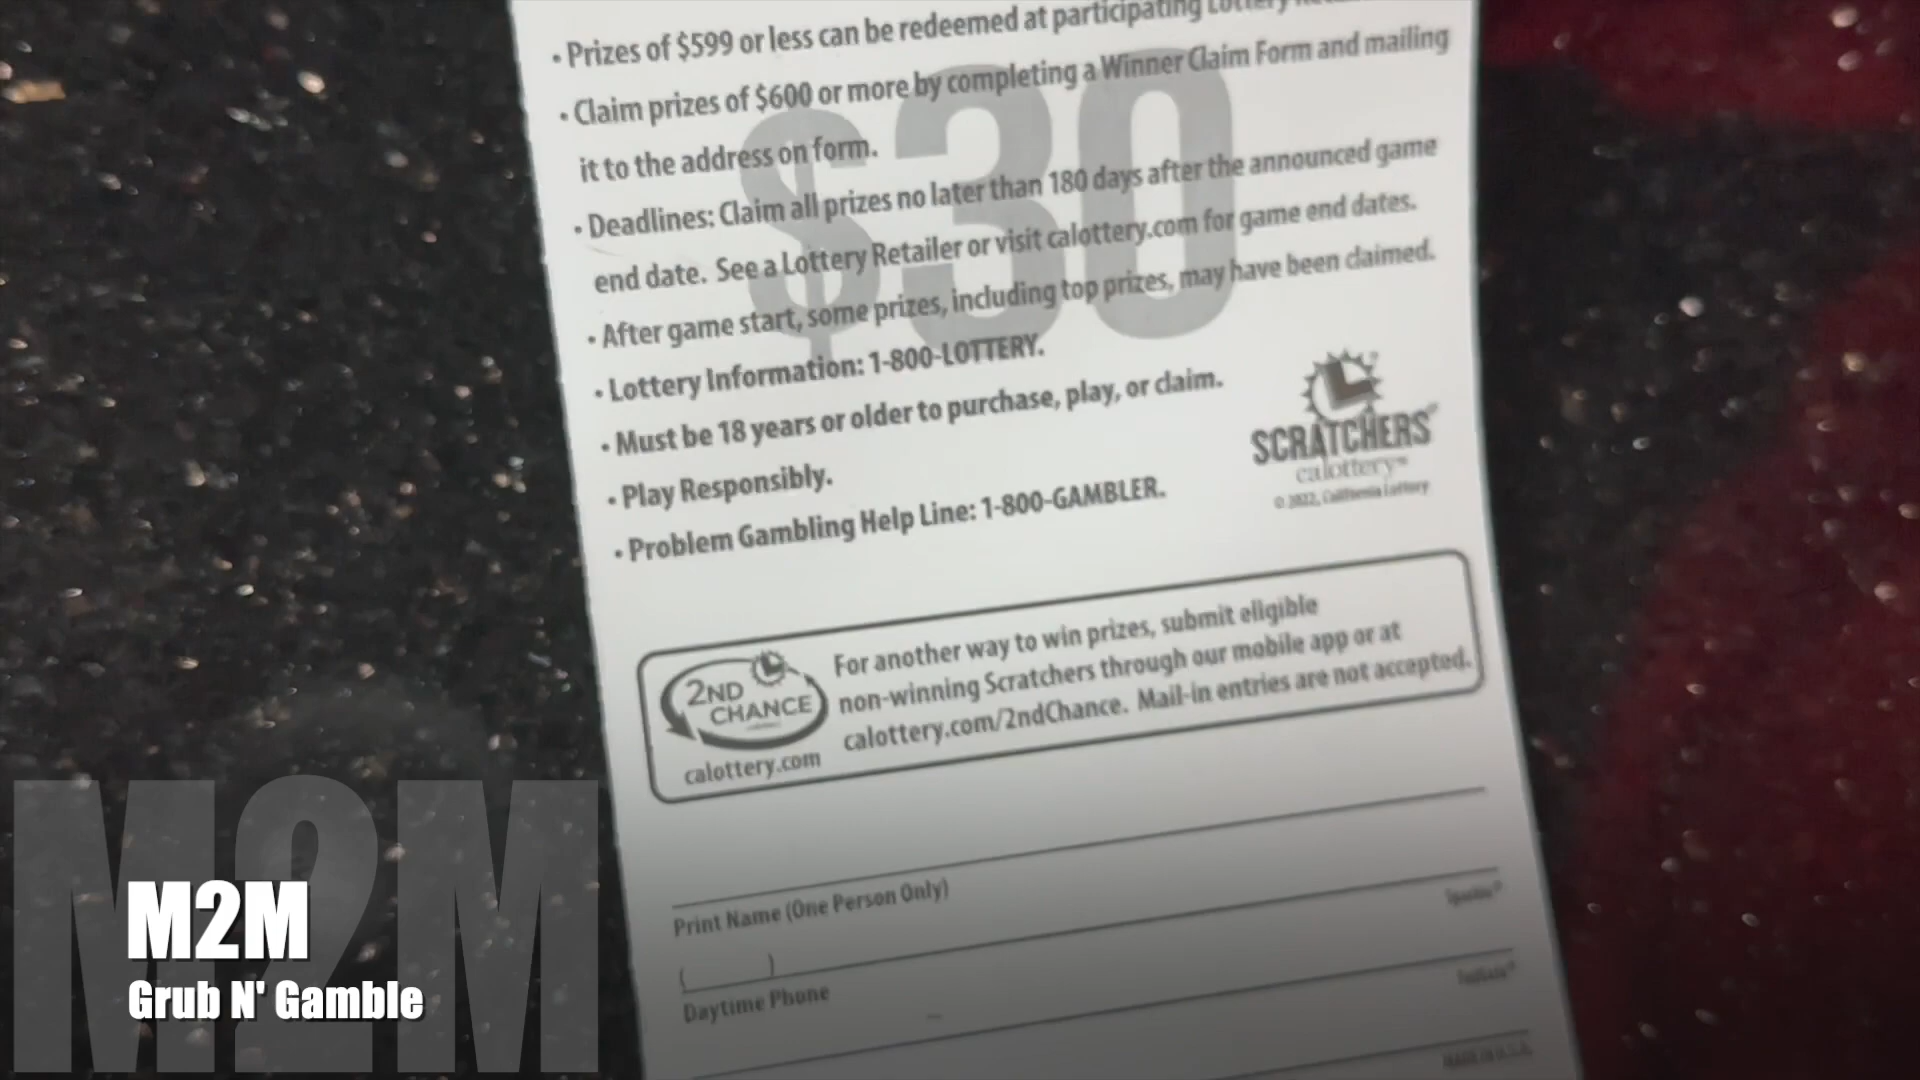 • Prizes of $599 or less can be redeemed at participating Lottery
• Claim prizes of $600 or more by completing a Winner Claim Form and mailing
it to the address on form.
• Deadlines: Claim all prizes no later than 180 days after the announced game
end date. See a Lottery Retailer or visit calottery.com for game end dates.
• After game start, some prizes, including top prizes, may have been claimed.
• Lottery Information: 1-800-LOTTERY.
• Must be 18 years or older to purchase, play, or claim.
• Play Responsibly.
• Problem Gambling Help Line: 1-800-GAMBLER.
$30
SCRATCHERS®
calottery™
© 2022, California Lottery
2ND
CHANCE
calottery.com
For another way to win prizes, submit eligible
non-winning Scratchers through our mobile app or at
calottery.com/2ndChance. Mail-in entries are not accepted.
Print Name (One Person Only)
( )
Daytime Phone
MADE IN U.S.A.
M2M
M2M
Grub N' Gamble